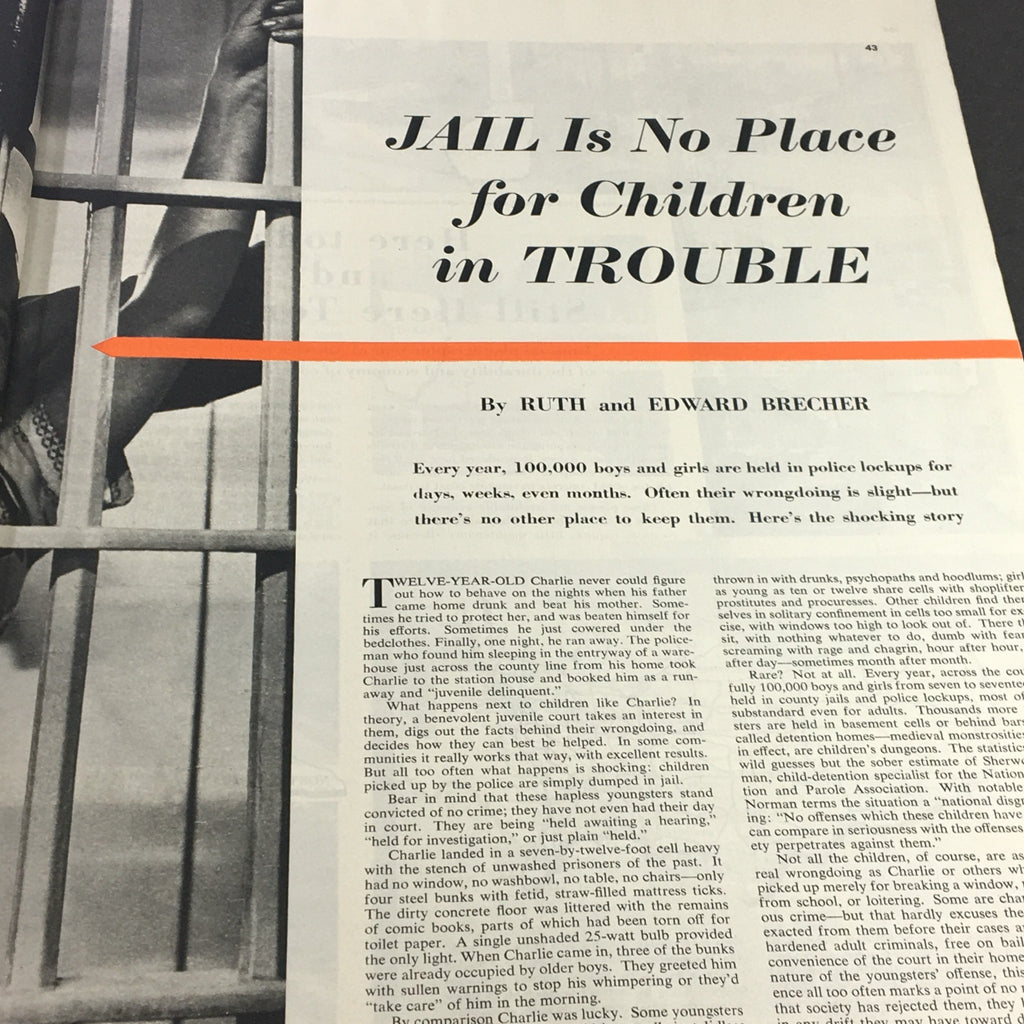 43
JAIL Is No Place
for Children
in TROUBLE
By RUTH and EDWARD BRECHER
Every year, 100,000 boys and girls are held in police lockups for
days, weeks, even months. Often their wrongdoing is slight—but
there's no other place to keep them. Here's the shocking story
TWELVE-YEAR-OLD Charlie never could figure
out how to behave on the nights when his father
came home drunk and beat his mother. Some-
times he tried to protect her, and was beaten himself for
his efforts. Sometimes he just cowered under the
bedclothes. Finally, one night, he ran away. The police-
man who found him sleeping in the entryway of a ware-
house just across the county line from his home took
Charlie to the station house and booked him as a run-
away and "juvenile delinquent."
What happens next to children like Charlie? In
theory, a benevolent juvenile court takes an interest in
them, digs out the facts behind their wrongdoing, and
decides how they can best be helped. In some com-
munities it really works that way, with excellent results.
But all too often what happens is shocking: children
picked up by the police are simply dumped in jail.
Bear in mind that these hapless youngsters stand
convicted of no crime; they have not even had their day
in court. They are being "held awaiting a hearing,"
"held for investigation," or just plain "held."
Charlie landed in a seven-by-twelve-foot cell heavy
with the stench of unwashed prisoners of the past. It
had no window, no washbowl, no table, no chairs—only
four steel bunks with fetid, straw-filled mattress ticks.
The dirty concrete floor was littered with the remains
of comic books, parts of which had been torn off for
toilet paper. A single unshaded 25-watt bulb provided
the only light. When Charlie came in, three of the bunks
were already occupied by older boys. They greeted him
with sullen warnings to stop his whimpering or they'd
"take care" of him in the morning.
By comparison Charlie was lucky. Some youngsters
thrown in with drunks, psychopaths and hoodlums; girl
as young as ten or twelve share cells with shoplifter
prostitutes and procuresses. Other children find the
selves in solitary confinement in cells too small for ex
cise, with windows too high to look out of. There th
sit, with nothing whatever to do, dumb with fear
screaming with rage and chagrin, hour after hour,
after day—sometimes month after month.
Rare? Not at all. Every year, across the cou
fully 100,000 boys and girls from seven to sevente
held in county jails and police lockups, most of
substandard even for adults. Thousands more
sters are held in basement cells or behind bars
called detention homes—medieval monstrosities
in effect, are children's dungeons. The statistic
wild guesses but the sober estimate of Sherwo
man, child-detention specialist for the Nation
tion and Parole Association. With notable
Norman terms the situation a "national disgr
ing: "No offenses which these children have
can compare in seriousness with the offenses
ety perpetrates against them."
Not all the children, of course, are as
real wrongdoing as Charlie or others wh
picked up merely for breaking a window,
from school, or loitering. Some are cha
ous crime—but that hardly excuses the
exacted from them before their cases a
hardened adult criminals, free on bail
convenience of the court in their home
nature of the youngsters' offense, this
ence all too often marks a point of no
that society has rejected them, they
in any drift they may have toward